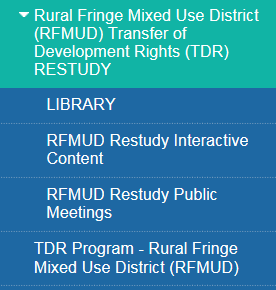 Rural Fringe Mixed Use District
(RFMUD) Transfer of
Development Rights (TDR)
RESTUDY
LIBRARY
RFMUD Restudy Interactive
Content
RFMUD Restudy Public
Meetings
TDR Program - Rural Fringe
Mixed Use District (RFMUD)